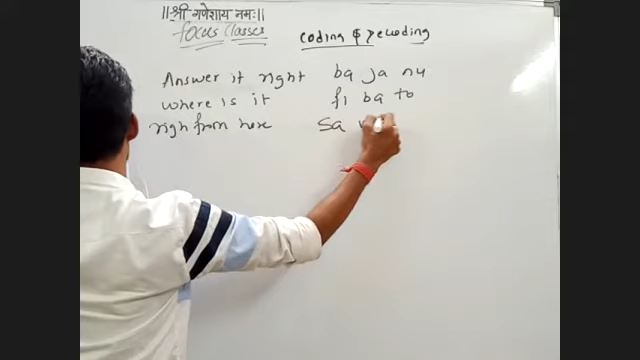 ||श्री गणेशाय नमः||
focus Classes
Coding & Decoding
Answer it right ba ja nu
where is it fi ba to
righ from here sa